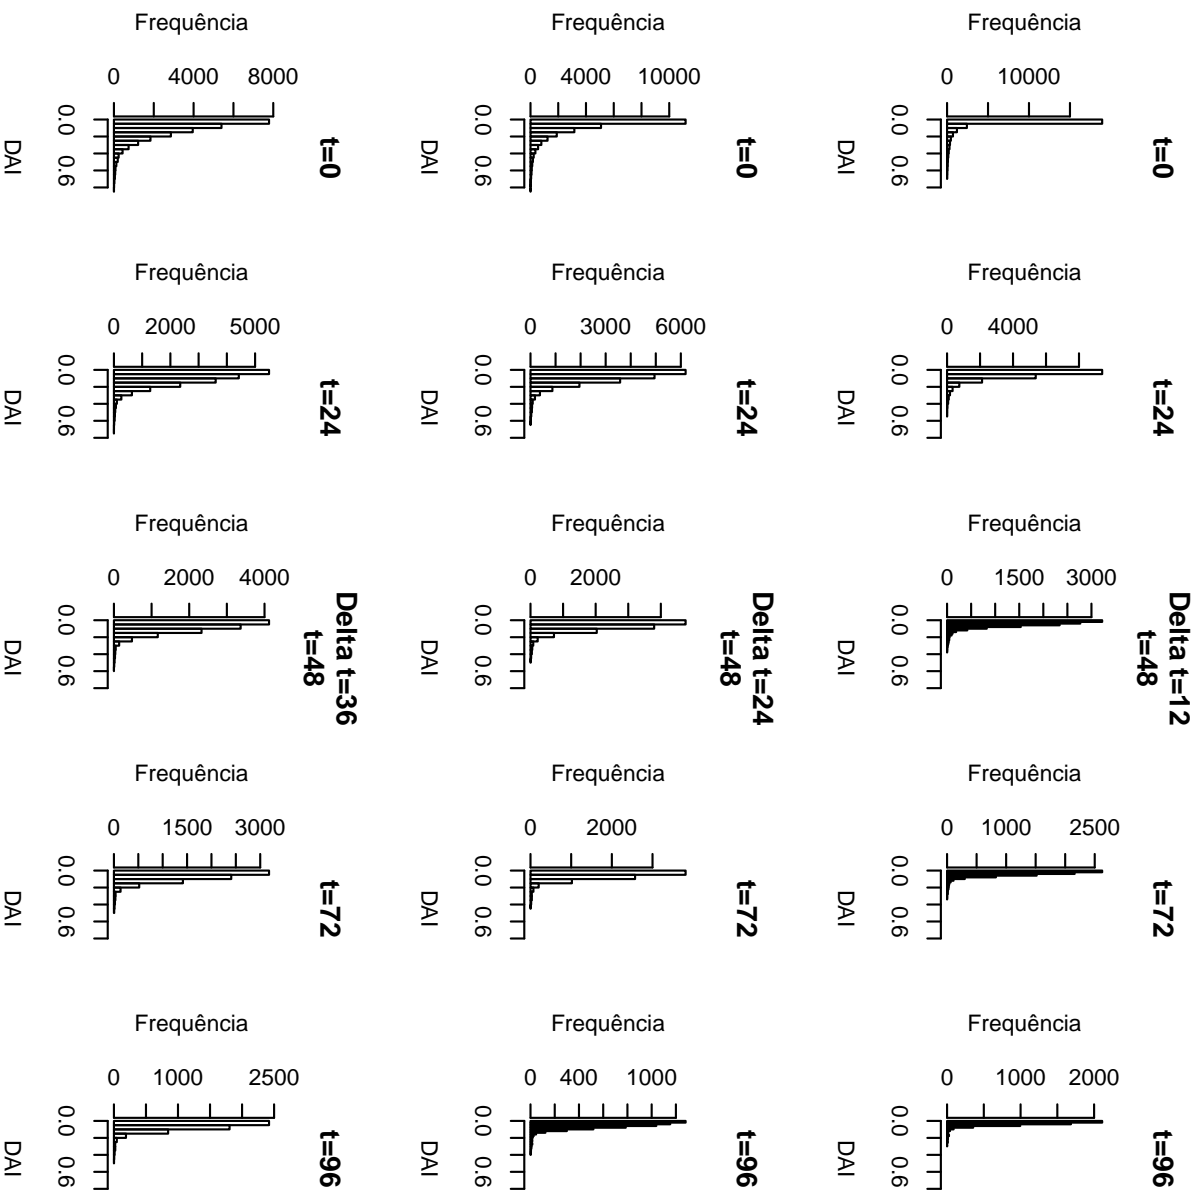 t=0
Frequência
0 10000
0.0 0.6
DAI
t=24
Frequência
0 4000
0.0 0.6
DAI
Delta t=12
t=48
Frequência
0 1500 3000
0.0 0.6
DAI
t=72
Frequência
0 1000 2500
0.0 0.6
DAI
t=96
Frequência
0 1000 2000
0.0 0.6
DAI
t=0
Frequência
0 4000 10000
0.0 0.6
DAI
t=24
Frequência
0 3000 6000
0.0 0.6
DAI
Delta t=24
t=48
Frequência
0 2000
0.0 0.6
DAI
t=72
Frequência
0 2000
0.0 0.6
DAI
t=96
Frequência
0 400 1000
0.0 0.6
DAI
t=0
Frequência
0 4000 8000
0.0 0.6
DAI
t=24
Frequência
0 2000 5000
0.0 0.6
DAI
Delta t=36
t=48
Frequência
0 2000 4000
0.0 0.6
DAI
t=72
Frequência
0 1500 3000
0.0 0.6
DAI
t=96
Frequência
0 1000 2500
0.0 0.6
DAI